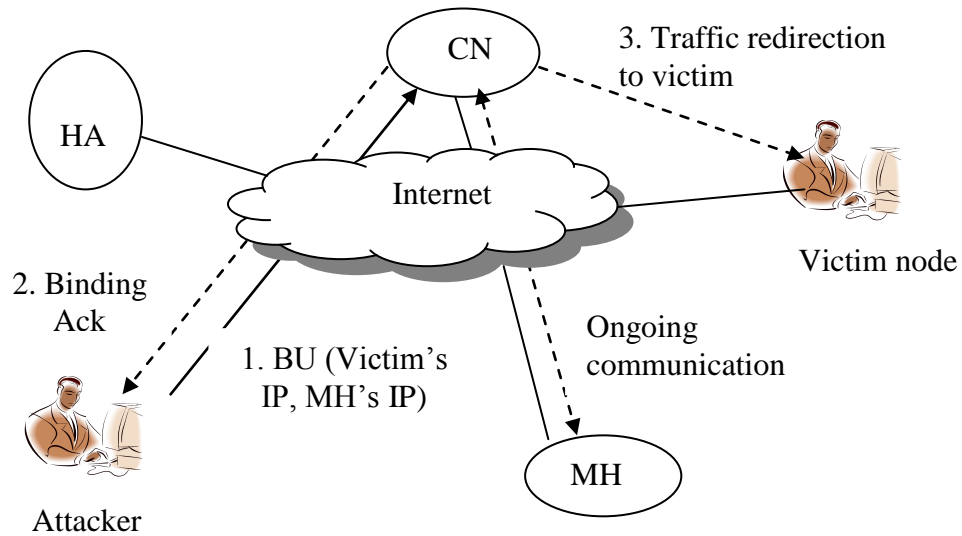 CN
3. Traffic redirection
to victim
HA
Internet
Victim node
2. Binding
Ack
Ongoing
communication
1. BU (Victim's
IP, MH's IP)
MH
Attacker